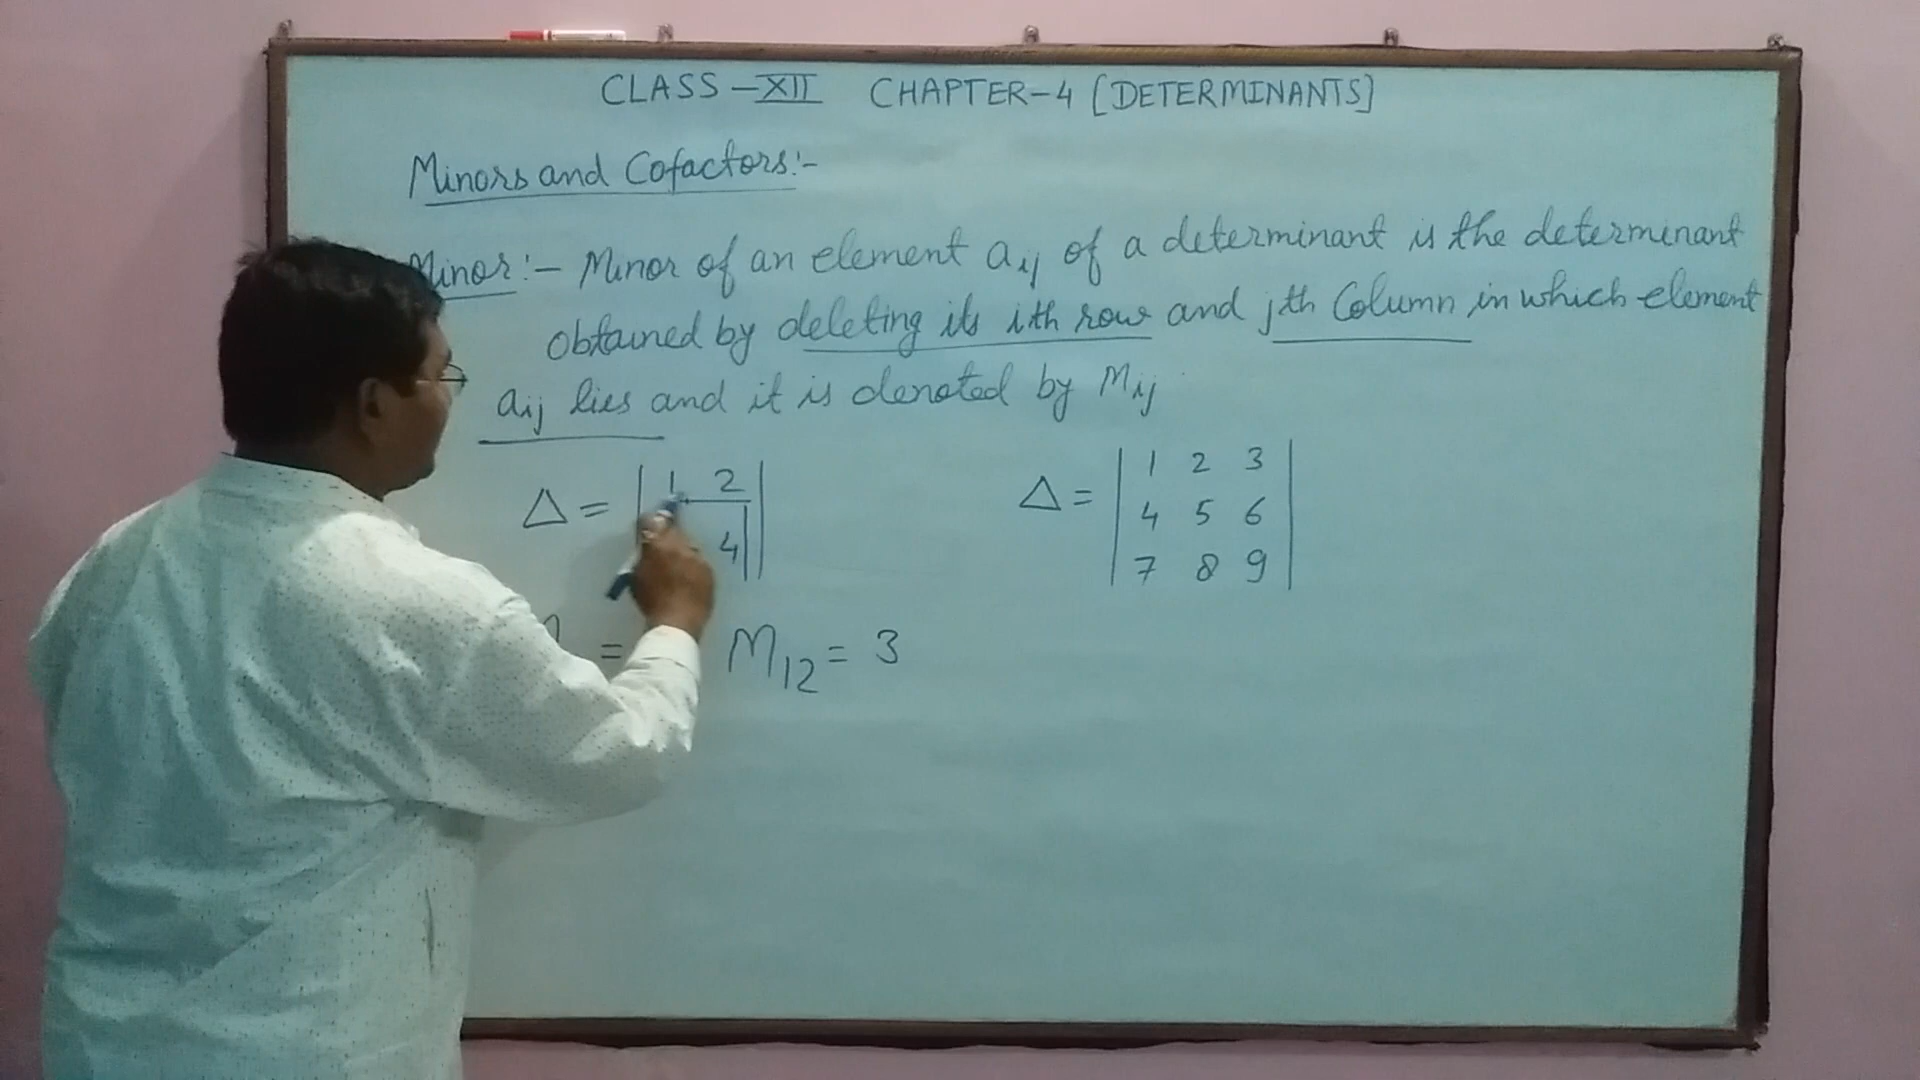 CLASS - XII CHAPTER-4 [DETERMINANTS]
Minors and Cofactors:-
Minor:- Minor of an element aij of a determinant is the determinant
obtained by deleting its ith row and jth Column in which element
aij lies and it is denoted by Mij
Δ = | 1 2 | Δ = | 1 2 3 |
4 | 4 5 6
7 8 9
= M12 = 3